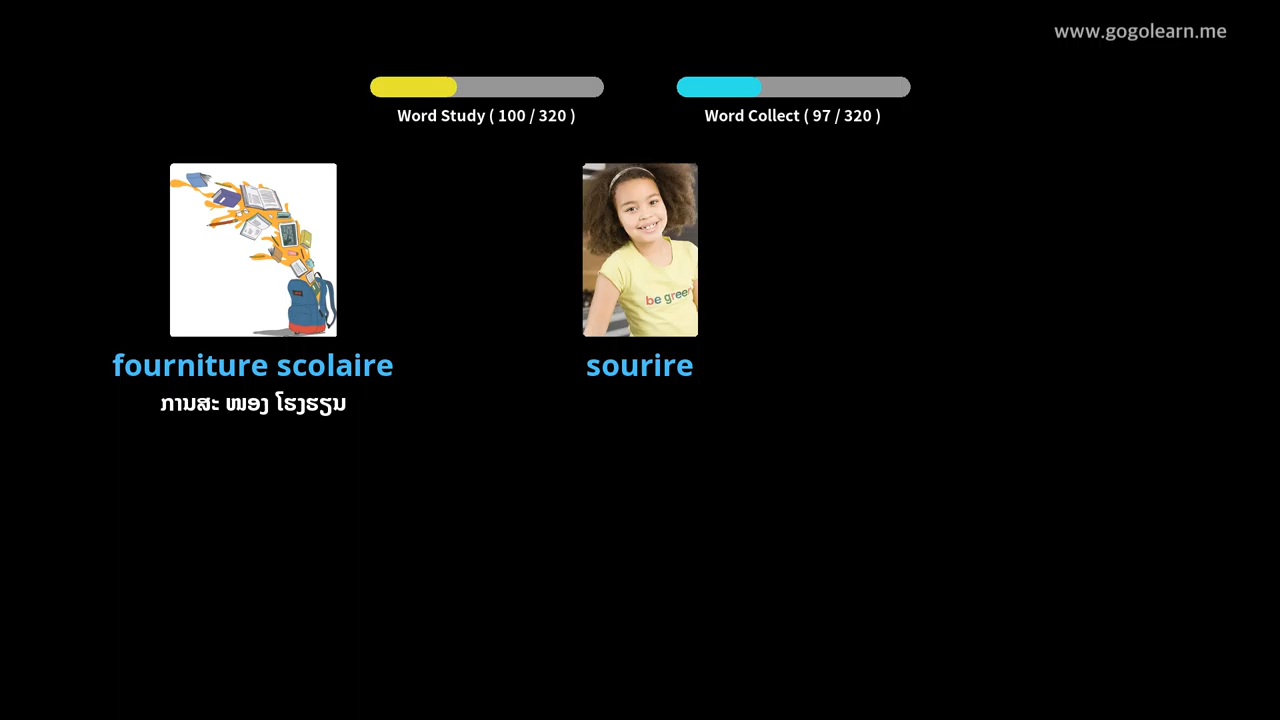 www.gogolearn.me
Word Study ( 100 / 320 )
Word Collect ( 97 / 320 )
fourniture scolaire
ການສະ ໜອງ ໂຮງຮຽນ
be green
sourire